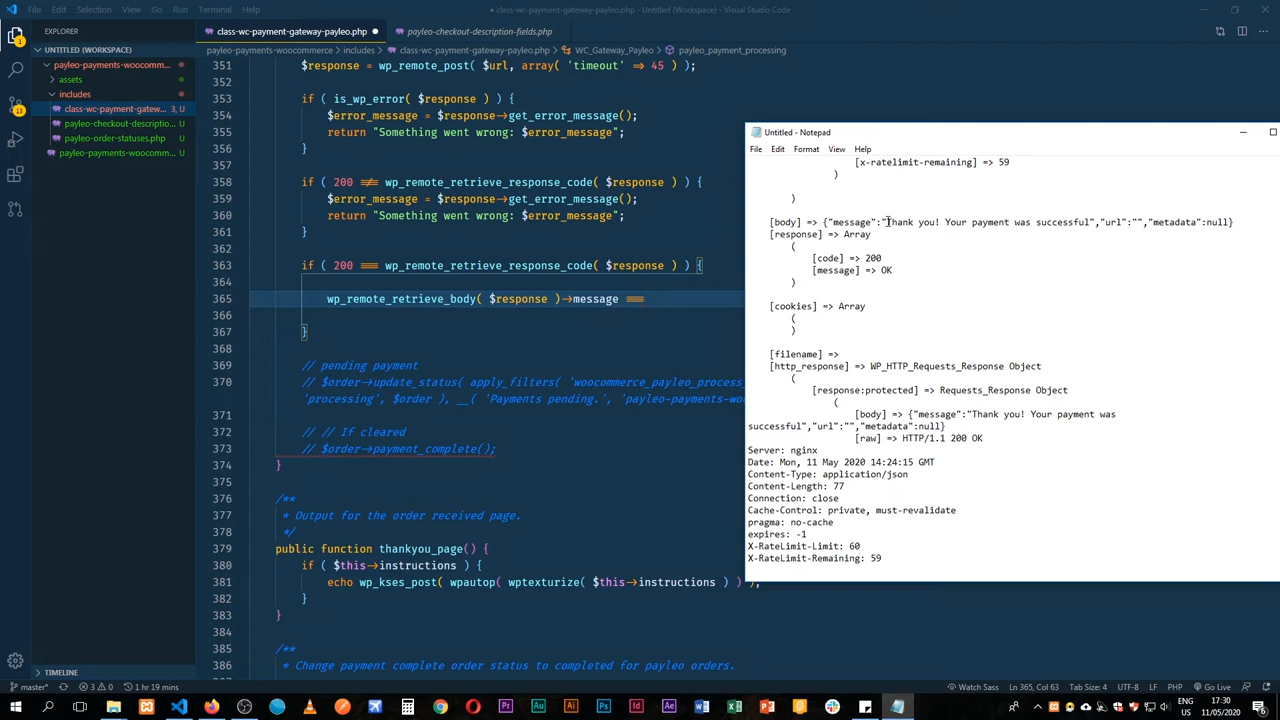 File Edit Selection View Go Run Terminal Help
class-wc-payment-gateway-payleo.php - Untitled (Workspace) - Visual Studio Code
EXPLORER
class-wc-payment-gateway-payleo.php
payleo-checkout-description-fields.php
UNTITLED (WORKSPACE)
payleo-payments-woocomm...
assets
includes
class-wc-payment-gatew... 3, U
payleo-checkout-descriptio... U
payleo-order-statuses.php U
payleo-payments-woocomm... U
payleo-payments-woocommerce > includes > class-wc-payment-gateway-payleo.php > WC_Gateway_Payleo > payleo_payment_processing
351 $response = wp_remote_post( $url, array( 'timeout' => 45 ) );
352
353 if ( is_wp_error( $response ) ) {
354 $error_message = $response->get_error_message();
355 return "Something went wrong: $error_message";
356 }
357
358 if ( 200 !== wp_remote_retrieve_response_code( $response ) ) {
359 $error_message = $response->get_error_message();
360 return "Something went wrong: $error_message";
361 }
362
363 if ( 200 === wp_remote_retrieve_response_code( $response ) ) {
364
365 wp_remote_retrieve_body( $response )->message ===
366
367 }
368
369 // pending payment
370 // $order->update_status( apply_filters( 'woocommerce_payleo_process_
'processing', $order ), __( 'Payments pending.', 'payleo-payments-woo
371
372 // // If cleared
373 // $order->payment_complete();
374 }
375
376 /**
377 * Output for the order received page.
378 */
379 public function thankyou_page() {
380 if ( $this->instructions ) {
381 echo wp_kses_post( wpautop( wptexturize( $this->instructions ) ) );
382 }
383 }
384
385 /**
386 * Change payment complete order status to completed for payleo orders.
Untitled - Notepad
File Edit Format View Help
[x-ratelimit-remaining] => 59
)
)
[body] => {"message":"Thank you! Your payment was successful","url":"","metadata":null}
[response] => Array
(
[code] => 200
[message] => OK
)
[cookies] => Array
(
)
[filename] =>
[http_response] => WP_HTTP_Requests_Response Object
(
[response:protected] => Requests_Response Object
(
[body] => {"message":"Thank you! Your payment was
successful","url":"","metadata":null}
[raw] => HTTP/1.1 200 OK
Server: nginx
Date: Mon, 11 May 2020 14:24:15 GMT
Content-Type: application/json
Content-Length: 77
Connection: close
Cache-Control: private, must-revalidate
pragma: no-cache
expires: -1
X-RateLimit-Limit: 60
X-RateLimit-Remaining: 59
TIMELINE
master* 3 0 1 hr 19 mins
Watch Sass Ln 365, Col 63 Tab Size: 4 UTF-8 LF PHP Go Live
ENG
US
17:30
11/05/2020